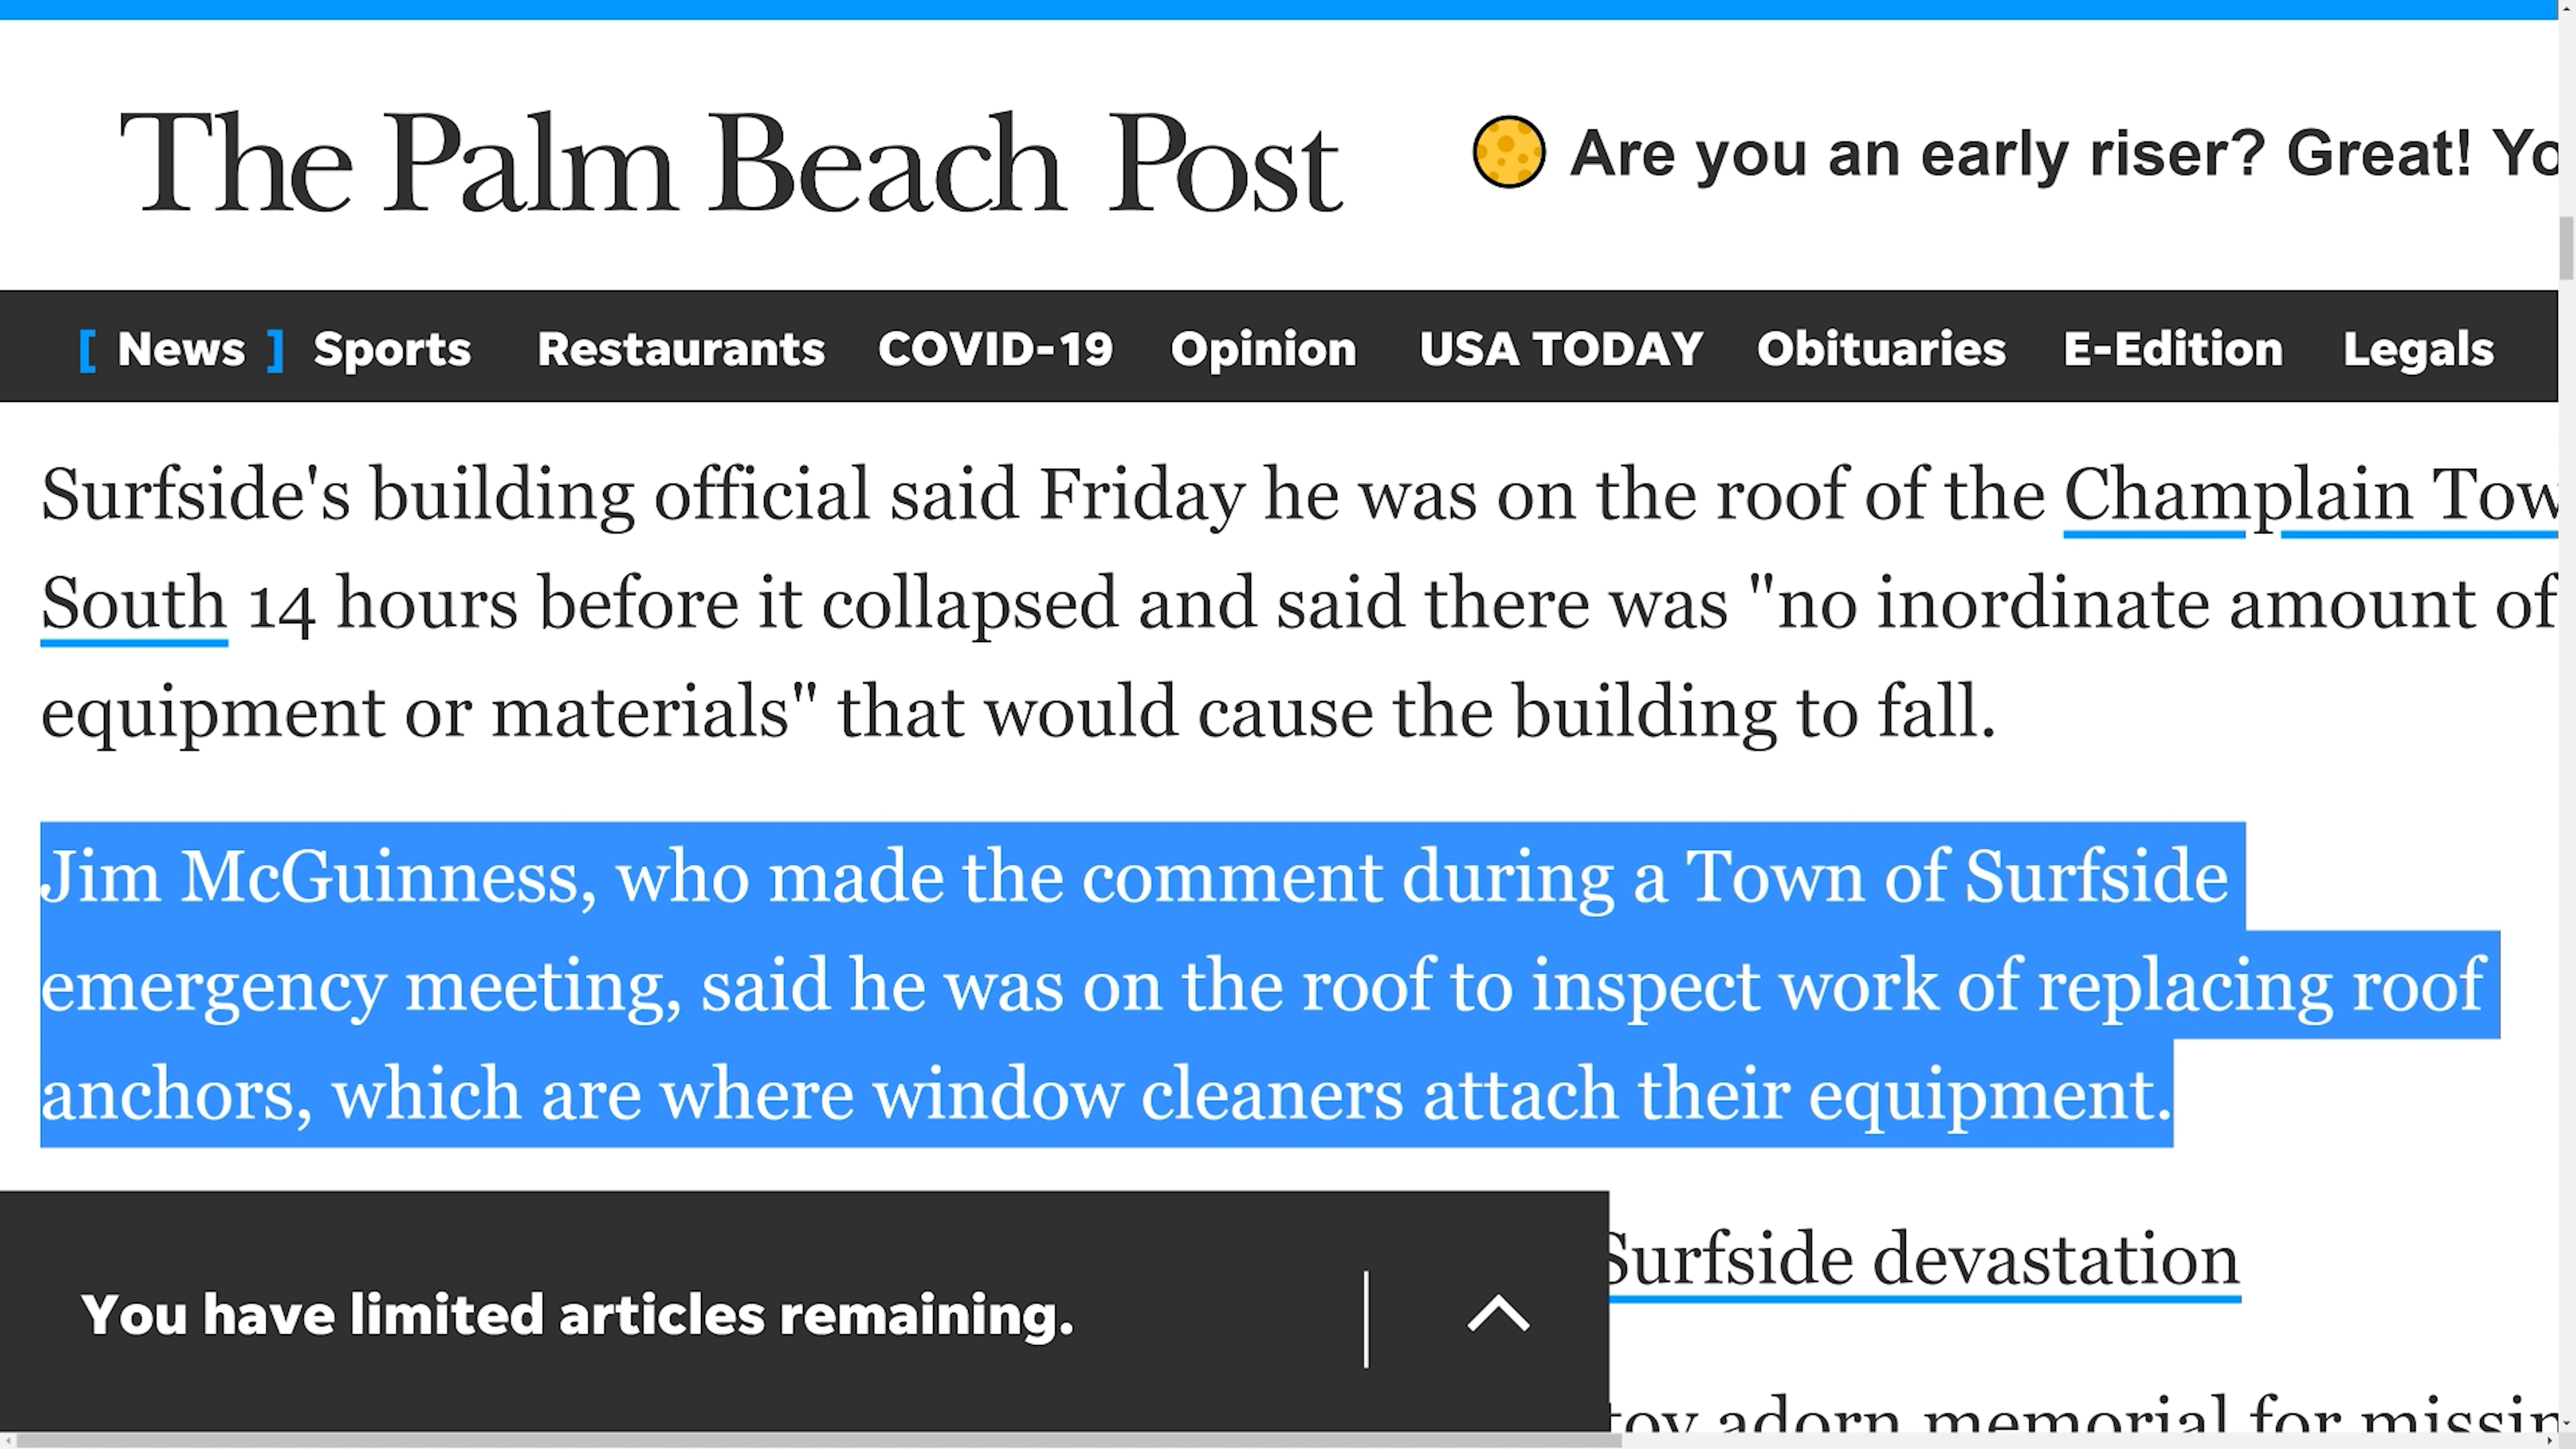 The Palm Beach Post
Are you an early riser? Great!
[ News ] Sports Restaurants COVID-19 Opinion USA TODAY Obituaries E-Edition Legals
Surfside's building official said Friday he was on the roof of the Champlain
South 14 hours before it collapsed and said there was "no inordinate amount of
equipment or materials" that would cause the building to fall.
Jim McGuinness, who made the comment during a Town of Surfside
emergency meeting, said he was on the roof to inspect work of replacing roof
anchors, which are where window cleaners attach their equipment.
Surfside devastation
You have limited articles remaining.
adorn memorial for